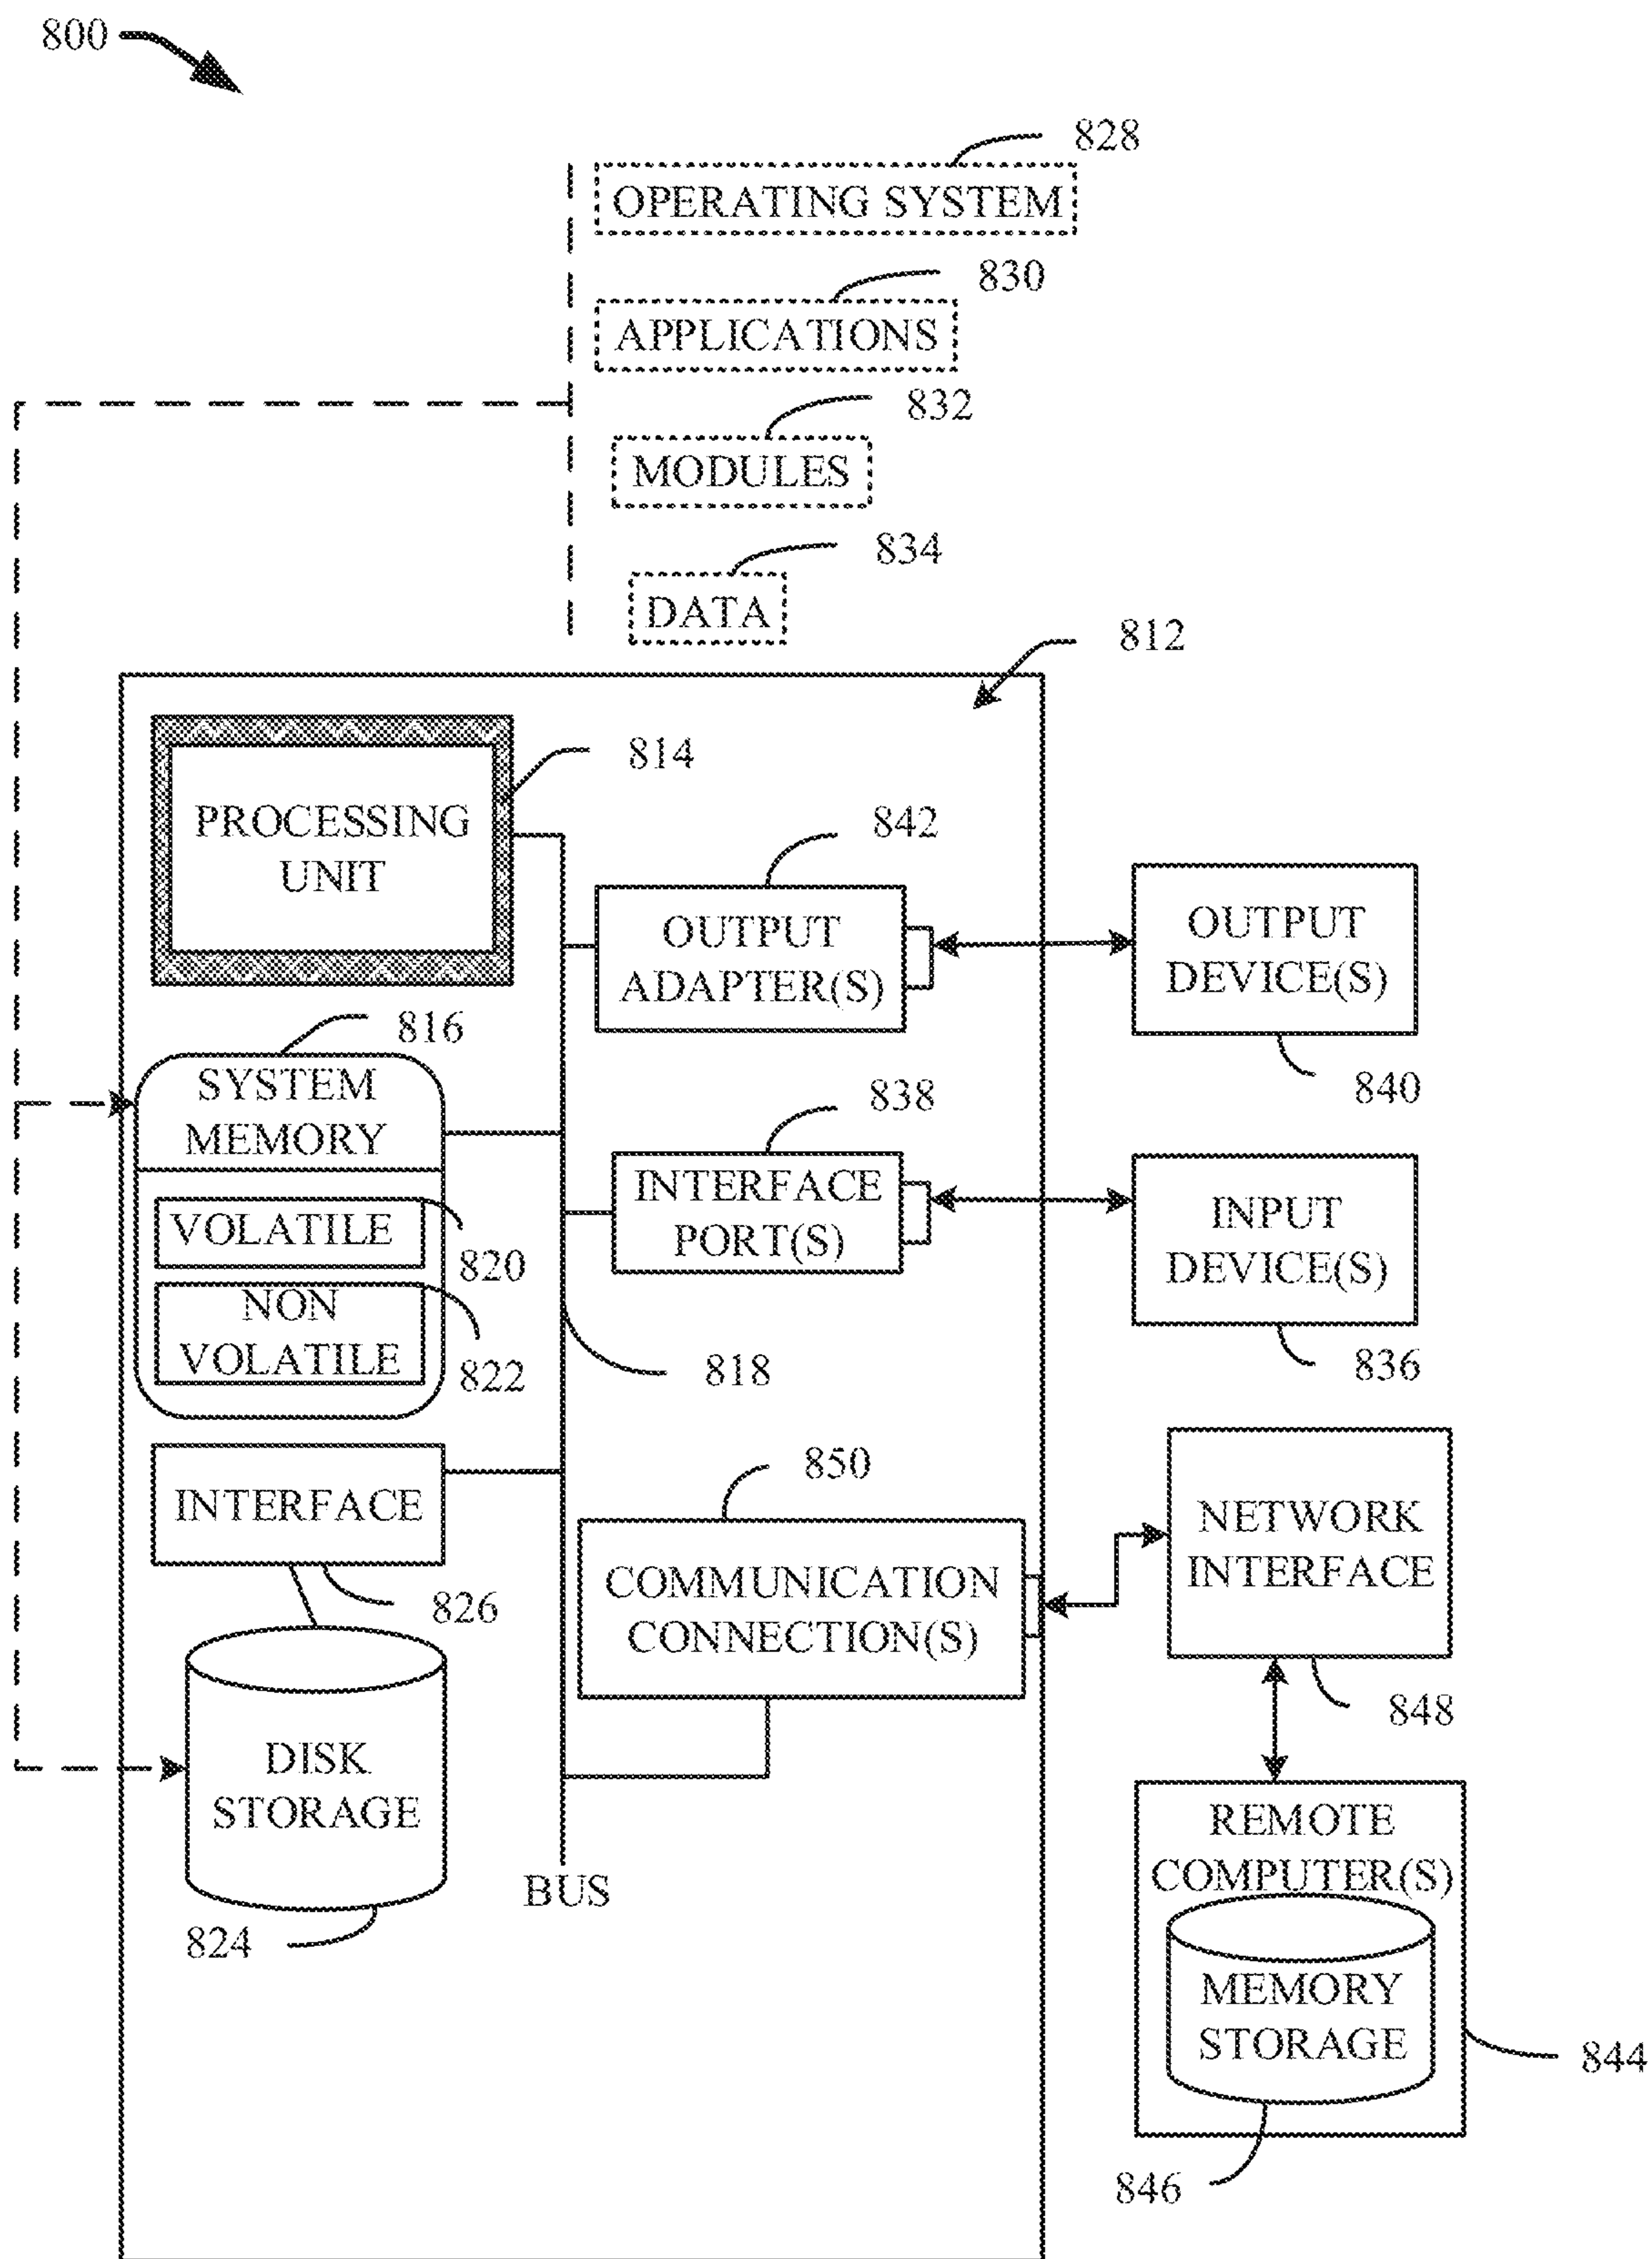 800
828
OPERATING SYSTEM
830
APPLICATIONS
832
MODULES
834
DATA
812
814
PROCESSING
UNIT
842
OUTPUT
ADAPTER(S)
OUTPUT
DEVICE(S)
840
816
SYSTEM
MEMORY
VOLATILE
820
NON
VOLATILE
822
838
INTERFACE
PORT(S)
INPUT
DEVICE(S)
836
818
INTERFACE
826
850
COMMUNICATION
CONNECTION(S)
NETWORK
INTERFACE
848
DISK
STORAGE
824
BUS
REMOTE
COMPUTER(S)
MEMORY
STORAGE
844
846